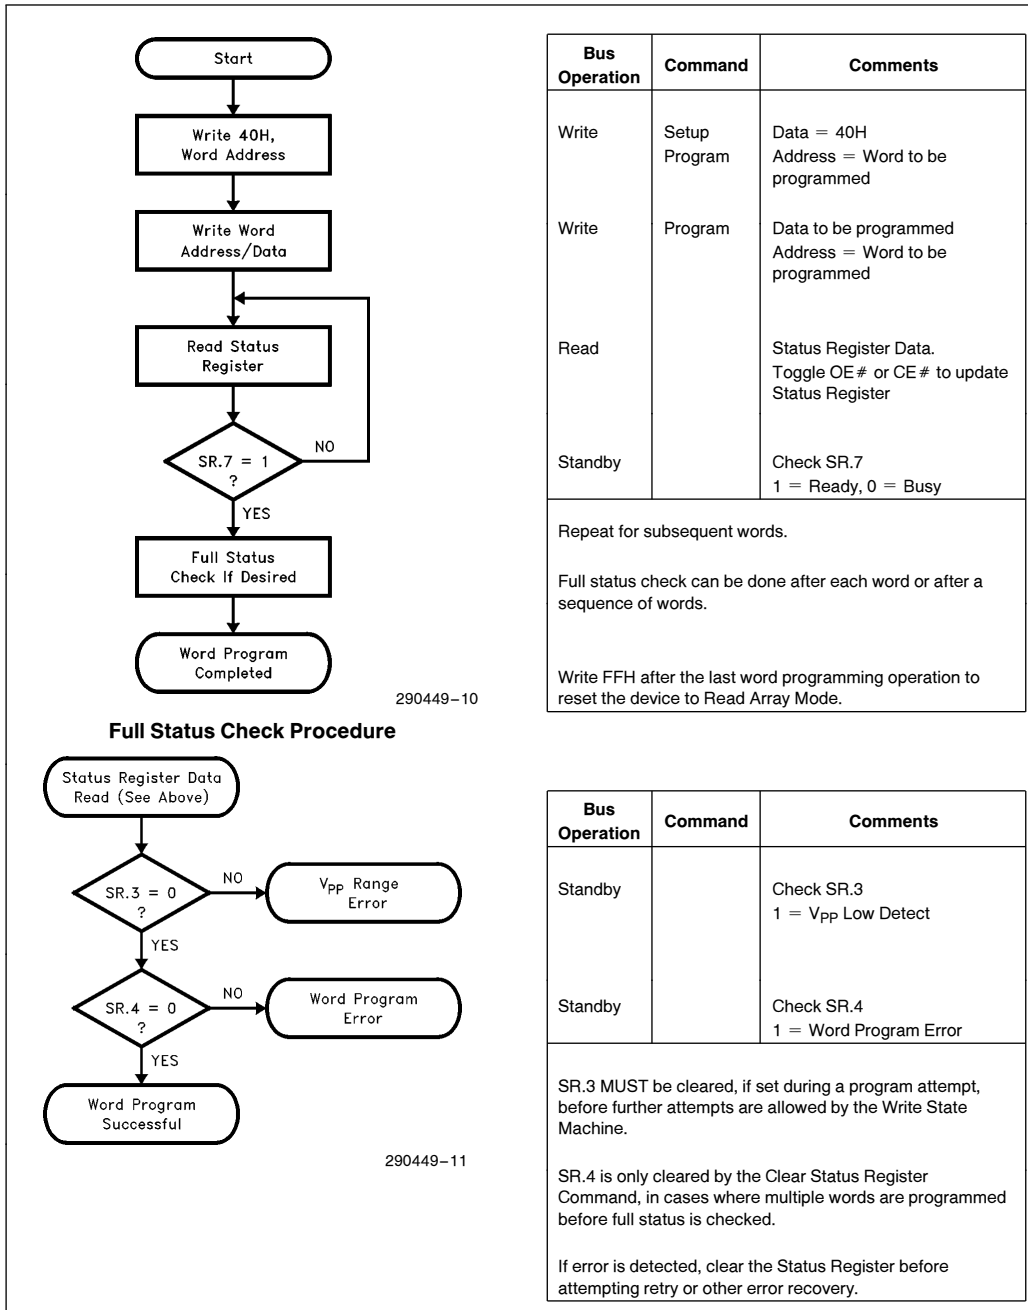 Start
Write 40H,
Word Address
Write Word
Address/Data
Read Status
Register
SR.7 = 1
?
NO
YES
Full Status
Check If Desired
Word Program
Completed
290449–10
Bus Operation	Command	Comments
Write	Setup	Data = 40H
Program	Address = Word to be
programmed
Write	Program	Data to be programmed
Address = Word to be
programmed
Read	Status Register Data.
Toggle OE# or CE# to update
Status Register
Standby	Check SR.7
1 = Ready, 0 = Busy
Repeat for subsequent words.
Full status check can be done after each word or after a
sequence of words.
Write FFH after the last word programming operation to
reset the device to Read Array Mode.
Full Status Check Procedure
Status Register Data
Read (See Above)
SR.3 = 0
?
NO
VPP Range
Error
YES
SR.4 = 0
?
NO
Word Program
Error
YES
Word Program
Successful
290449–11
Bus Operation	Command	Comments
Standby	Check SR.3
1 = VPP Low Detect
Standby	Check SR.4
1 = Word Program Error
SR.3 MUST be cleared, if set during a program attempt,
before further attempts are allowed by the Write State
Machine.
SR.4 is only cleared by the Clear Status Register
Command, in cases where multiple words are programmed
before full status is checked.
If error is detected, clear the Status Register before
attempting retry or other error recovery.